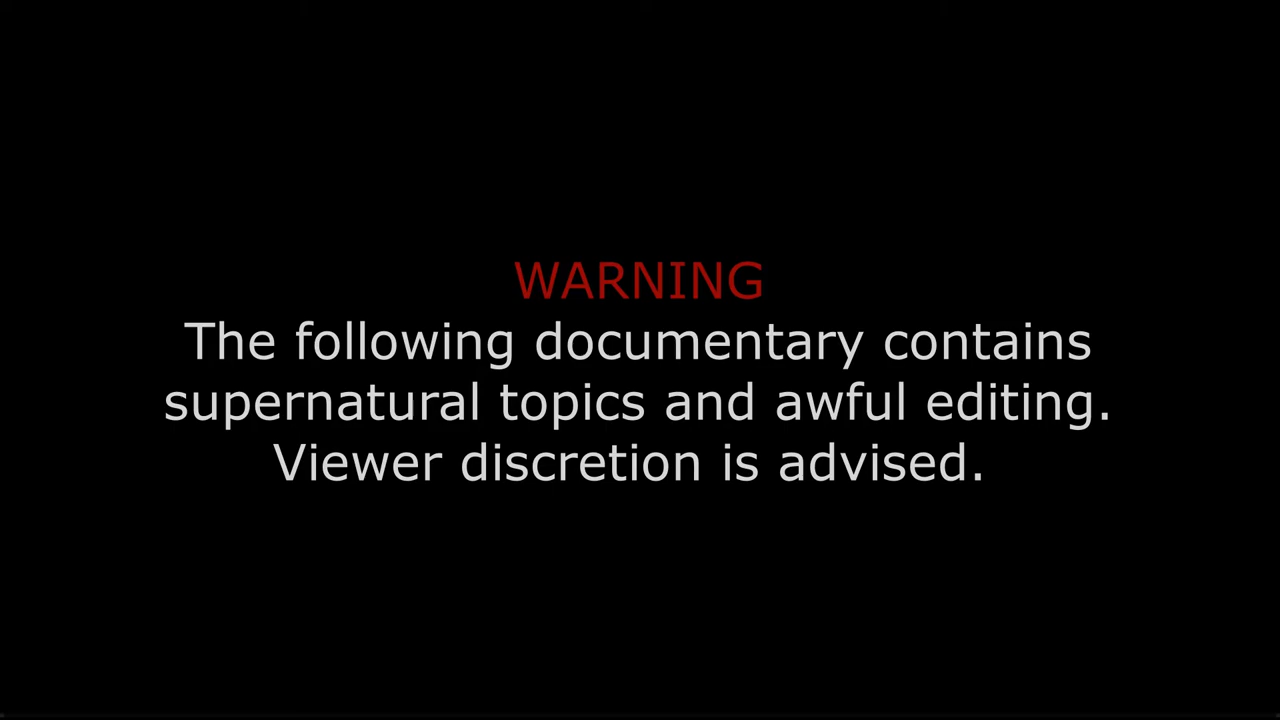 WARNING
The following documentary contains
supernatural topics and awful editing.
Viewer discretion is advised.